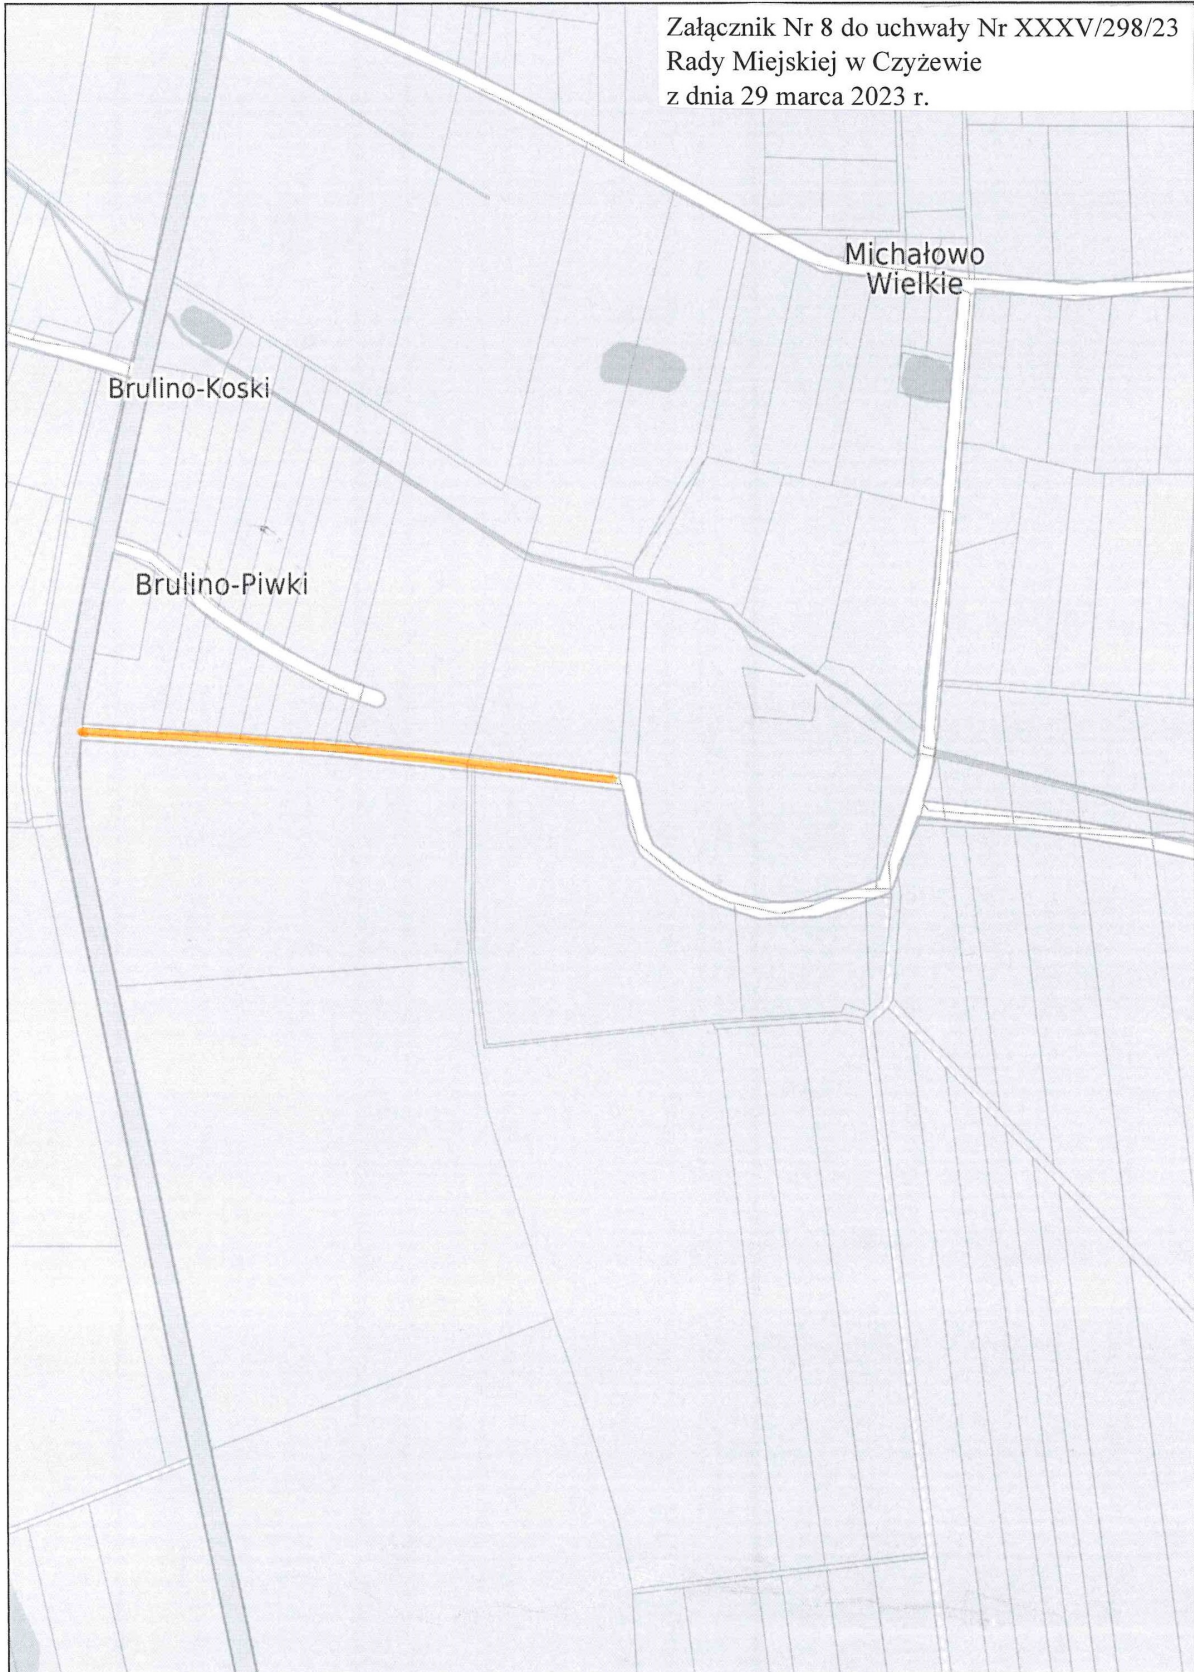 Załącznik Nr 8 do uchwały Nr XXXV/298/23
Rady Miejskiej w Czyżewie
z dnia 29 marca 2023 r.
Michałowo
Wielkie
Brulino-Koski
Brulino-Piwki